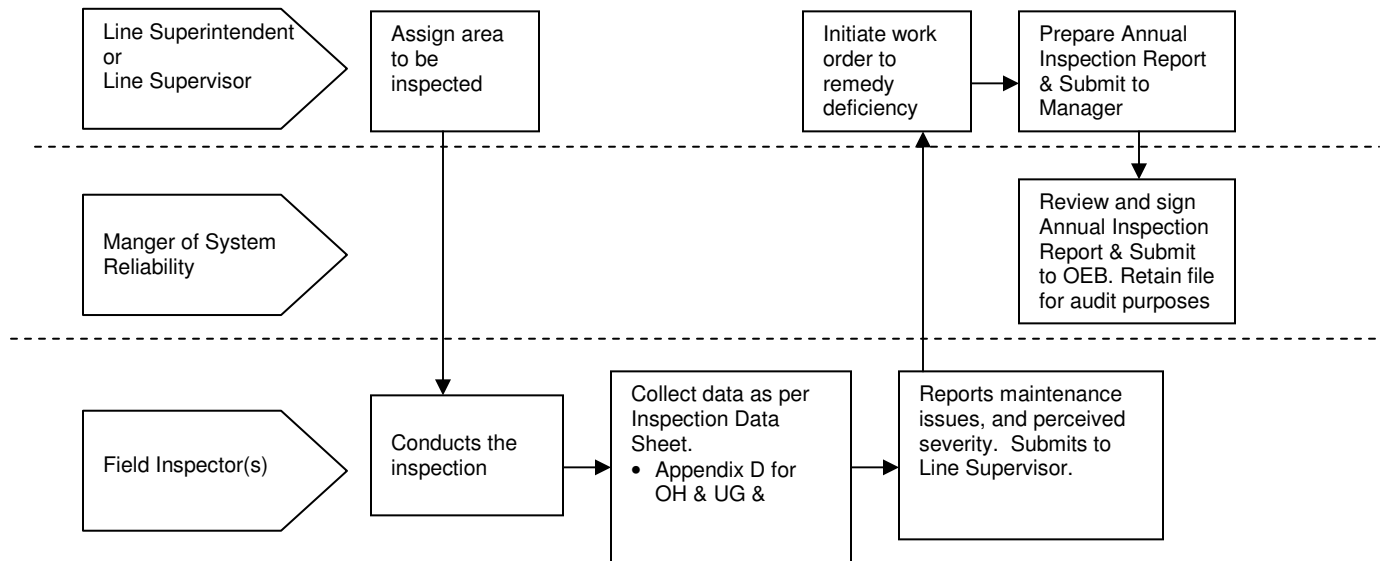 Line Superintendent
or
Line Supervisor
Assign area
to be
inspected
Initiate work
order to
remedy
deficiency
Prepare Annual
Inspection Report
& Submit to
Manager
Manger of System
Reliability
Review and sign
Annual Inspection
Report & Submit
to OEB. Retain file
for audit purposes
Field Inspector(s)
Conducts the
inspection
Collect data as per
Inspection Data
Sheet.
• Appendix D for
OH & UG &
Reports maintenance
issues, and perceived
severity. Submits to
Line Supervisor.